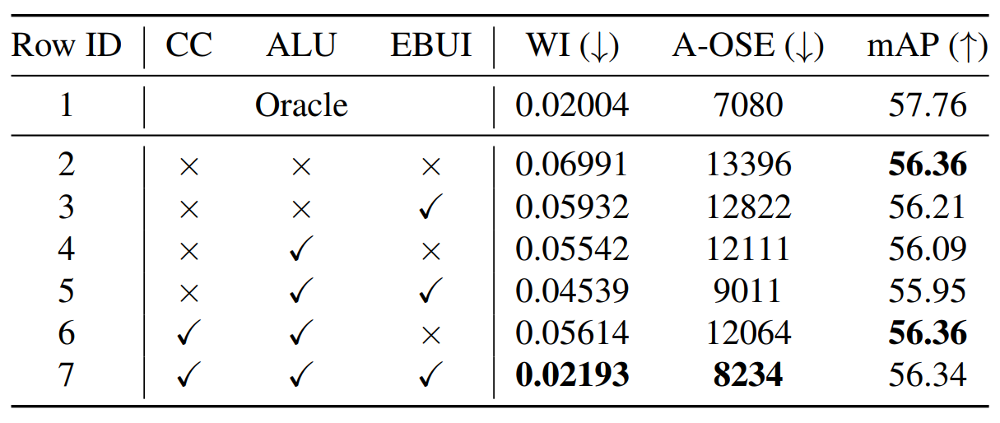 Row ID CC ALU EBUI WI (↓) A-OSE (↓) mAP (↑)
1 Oracle 0.02004 7080 57.76
2 × × × 0.06991 13396 56.36
3 × × ✓ 0.05932 12822 56.21
4 × ✓ × 0.05542 12111 56.09
5 × ✓ ✓ 0.04539 9011 55.95
6 ✓ ✓ × 0.05614 12064 56.36
7 ✓ ✓ ✓ 0.02193 8234 56.34